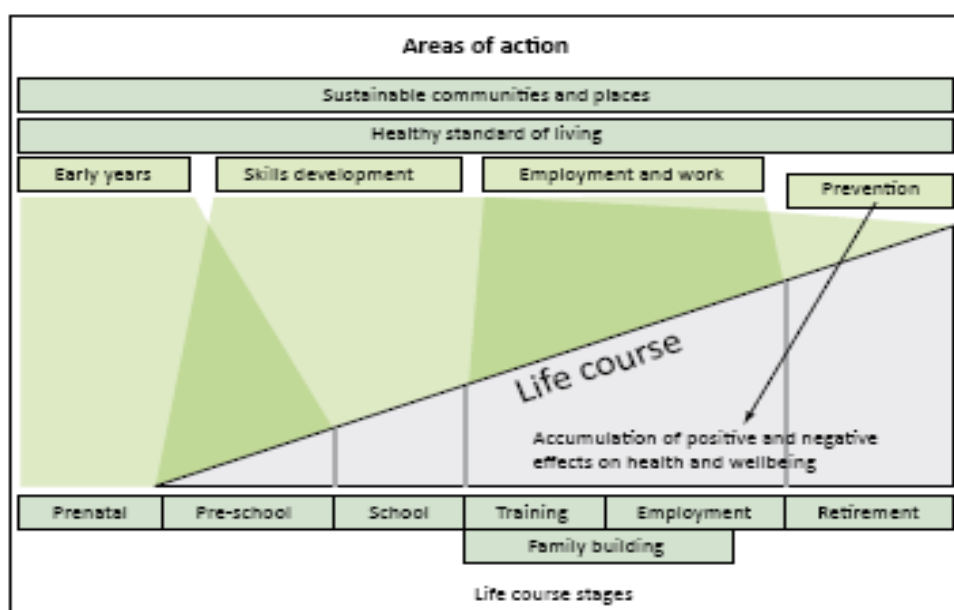 Areas of action
Sustainable communities and places
Healthy standard of living
Early years
Skills development
Employment and work
Prevention
Life course
Accumulation of positive and negative
effects on health and wellbeing
Prenatal
Pre-school
School
Training
Employment
Retirement
Family building
Life course stages